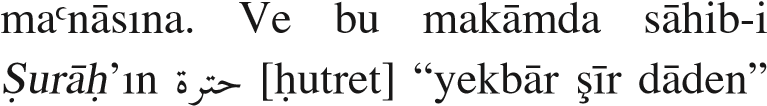 maʿnāsına. Ve bu makāmda sāhib-i
Ṣurāḥ’ın حترة [ḥutret] “yekbār şīr dāden”